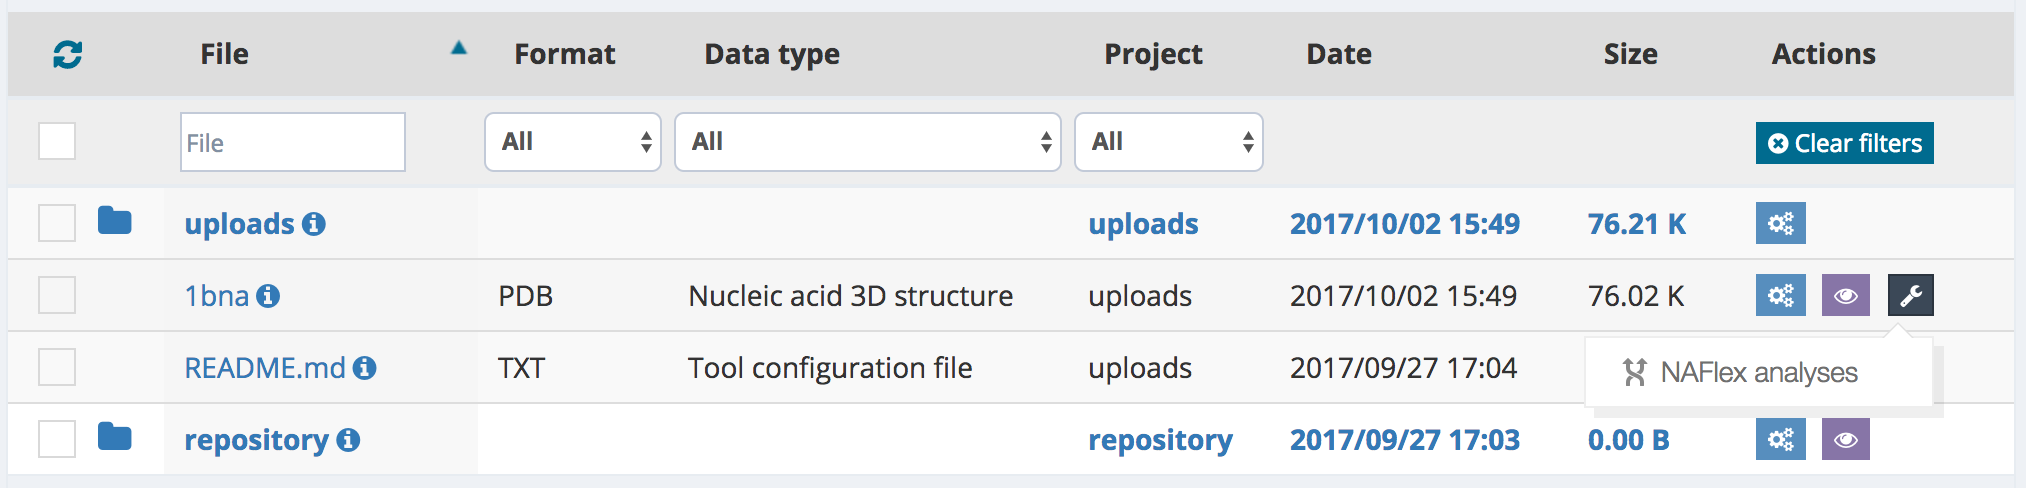 File Format Data type Project Date Size Actions
File All All All Clear filters
uploads uploads 2017/10/02 15:49 76.21 K
1bna PDB Nucleic acid 3D structure uploads 2017/10/02 15:49 76.02 K
README.md TXT Tool configuration file uploads 2017/09/27 17:04
NAFlex analyses
repository repository 2017/09/27 17:03 0.00 B